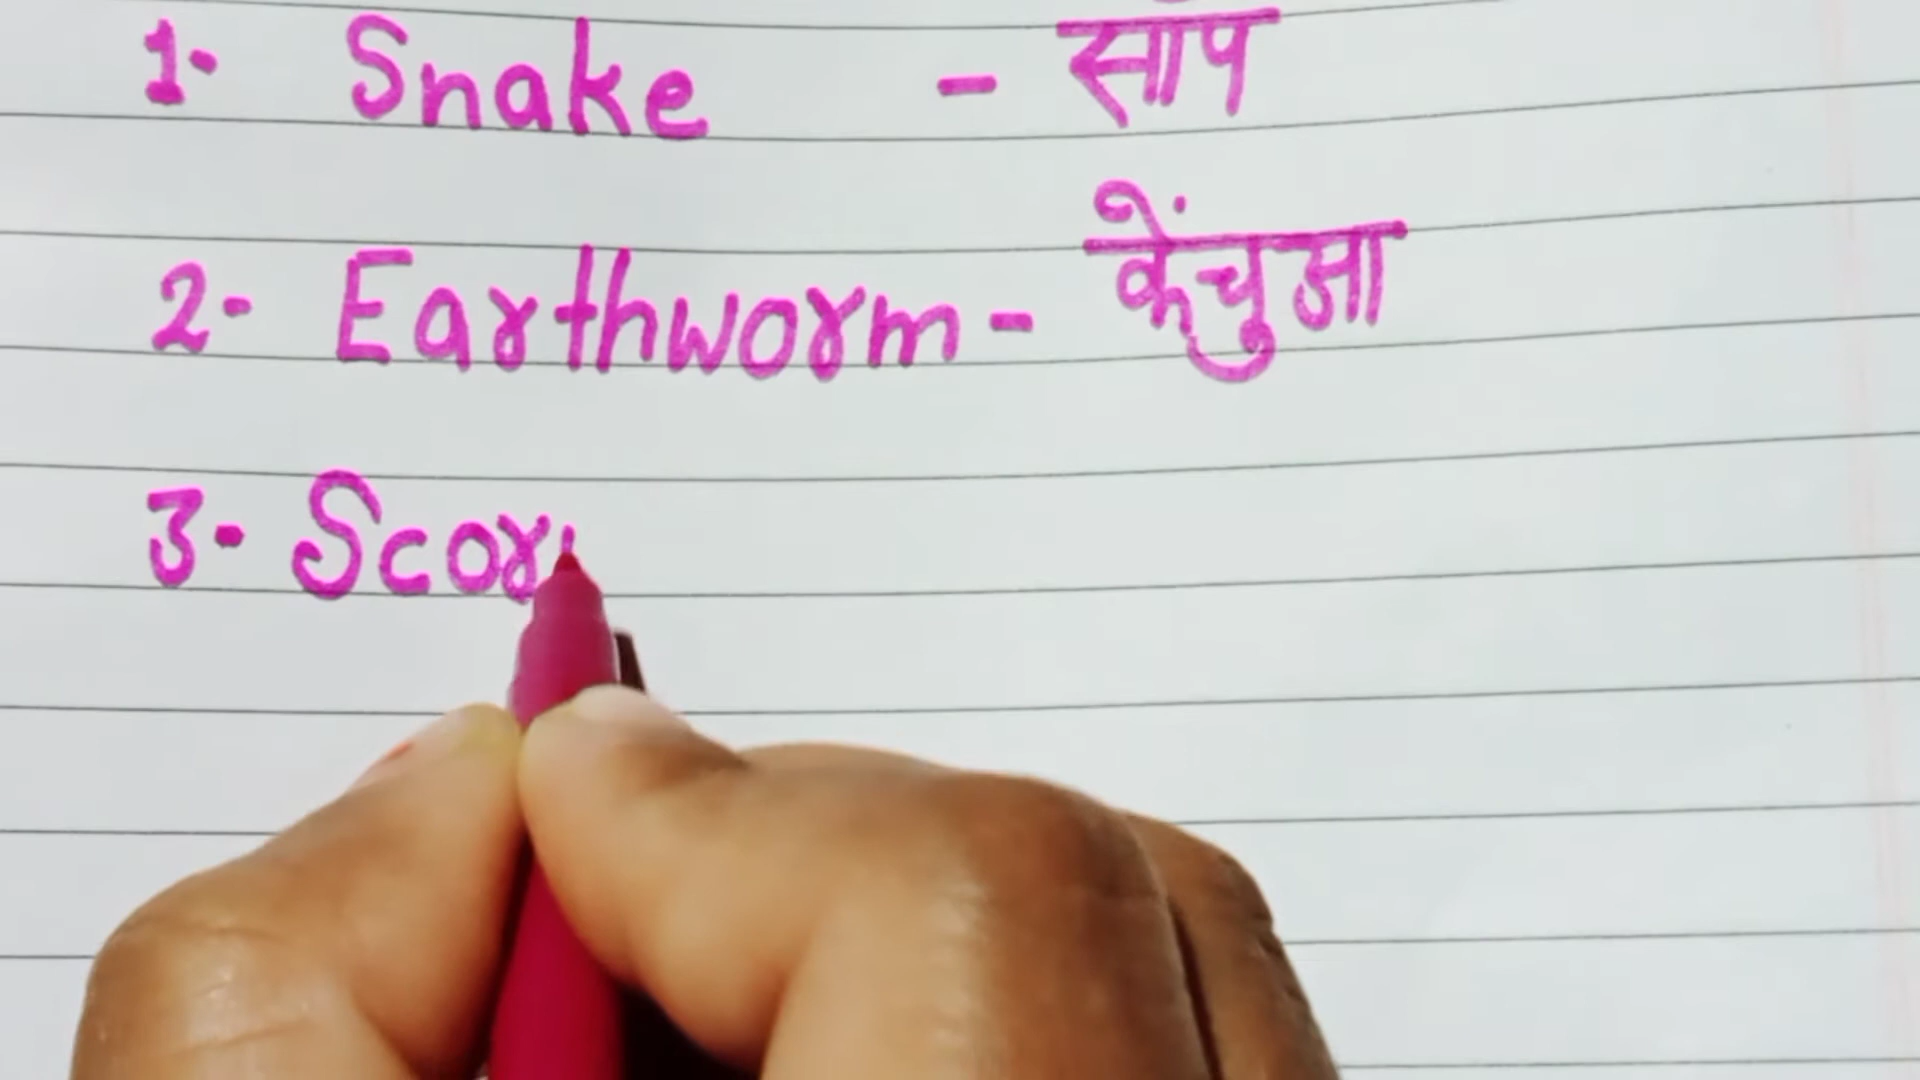 1. Snake - साँप
2. Earthworm - केंचुआ
3. Scor